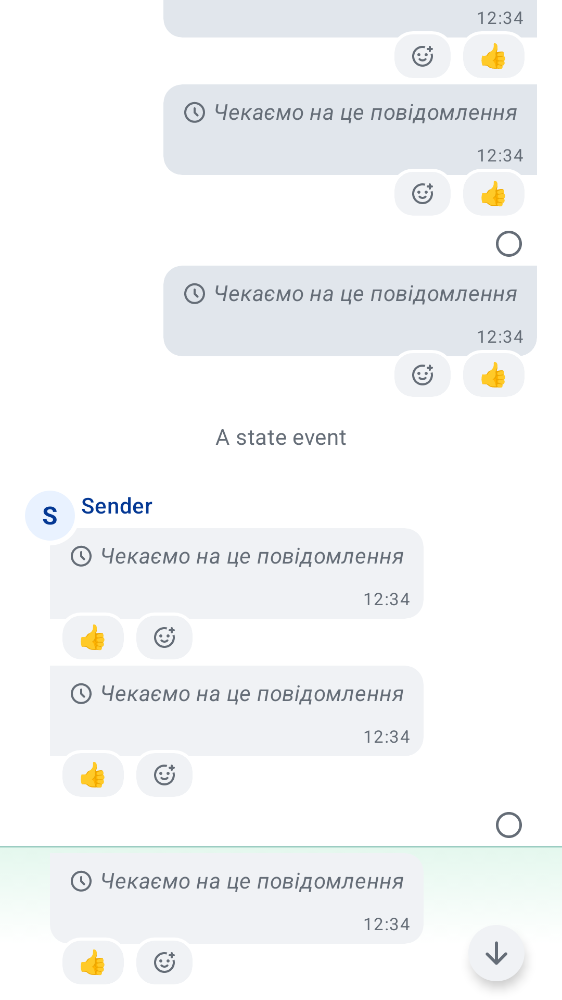 12:34
Чекаємо на це повідомлення
12:34
Чекаємо на це повідомлення
12:34
A state event
S
Sender
Чекаємо на це повідомлення
12:34
Чекаємо на це повідомлення
12:34
Чекаємо на це повідомлення
12:34